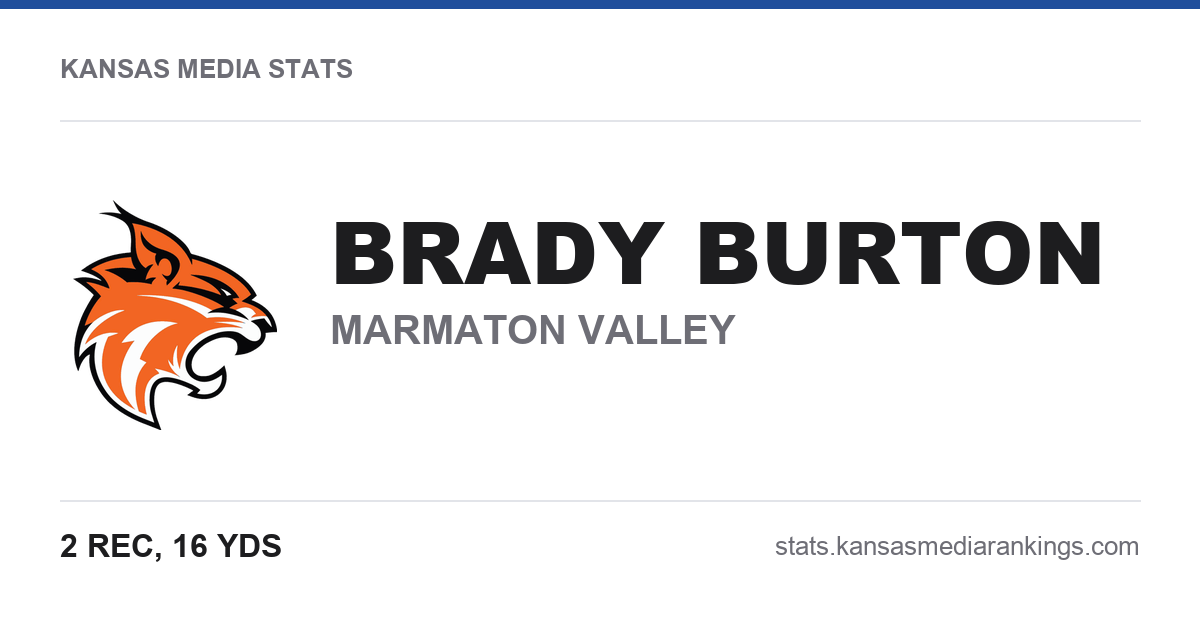 KANSAS MEDIA STATS
BRADY BURTON
MARMATON VALLEY
2 REC, 16 YDS
stats.kansasmediarankings.com